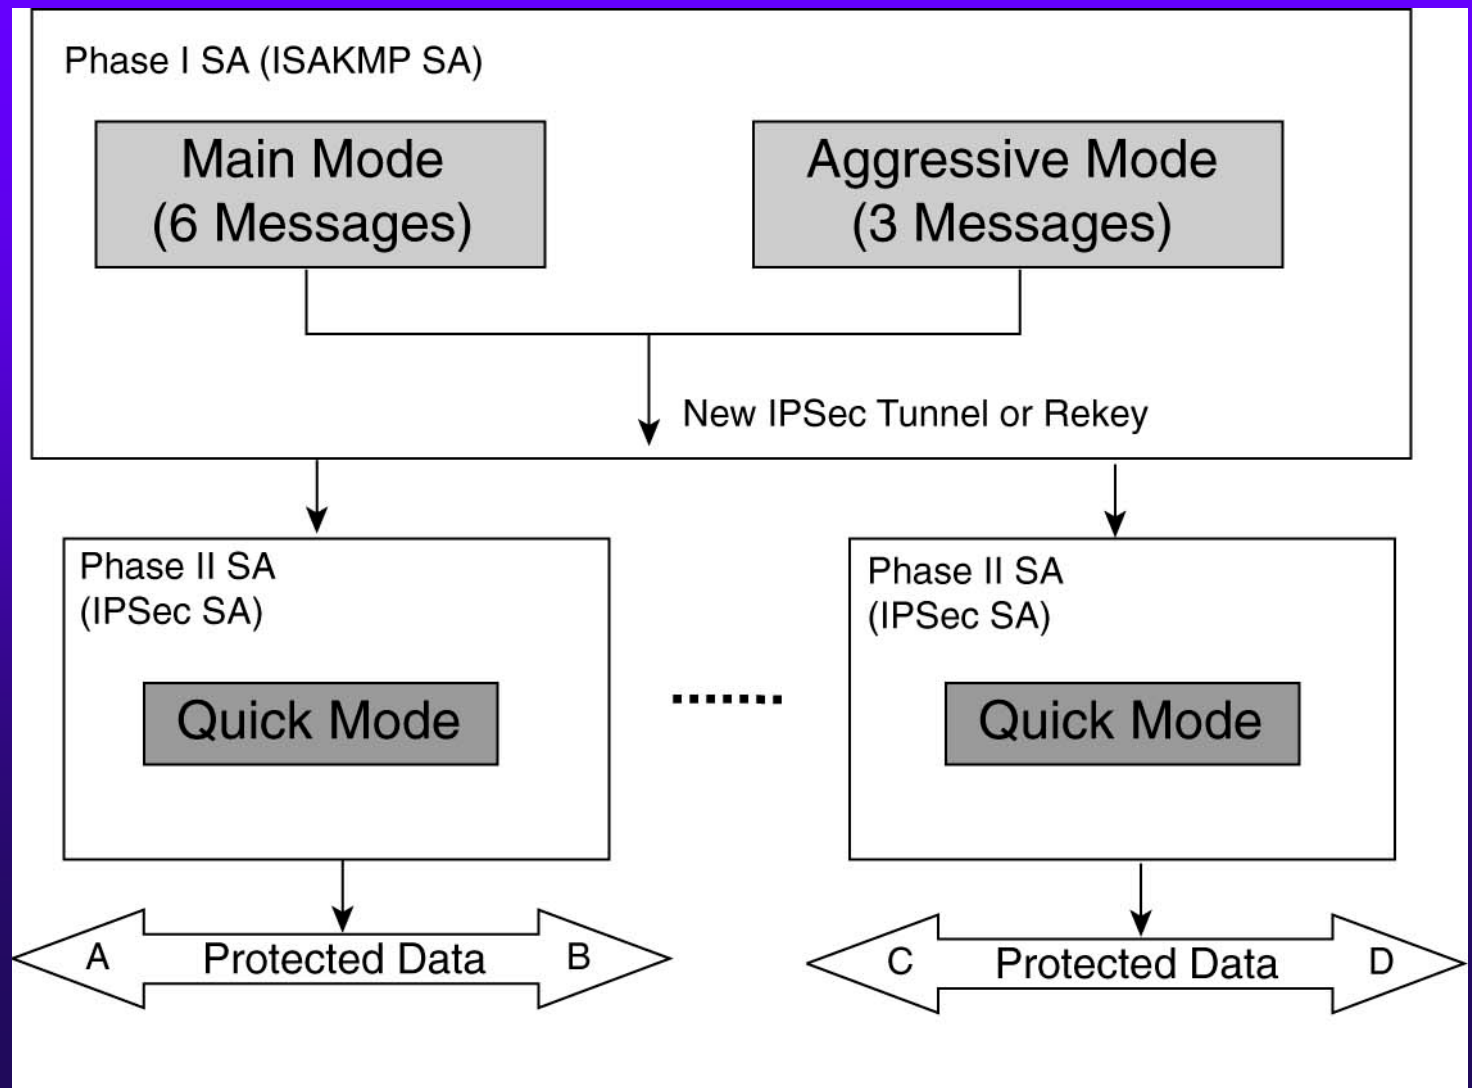 Phase I SA (ISAKMP SA)
Main Mode
(6 Messages)
Aggressive Mode
(3 Messages)
New IPSec Tunnel or Rekey
Phase II SA
(IPSec SA)
Quick Mode
Phase II SA
(IPSec SA)
Quick Mode
.......
A Protected Data B
C Protected Data D